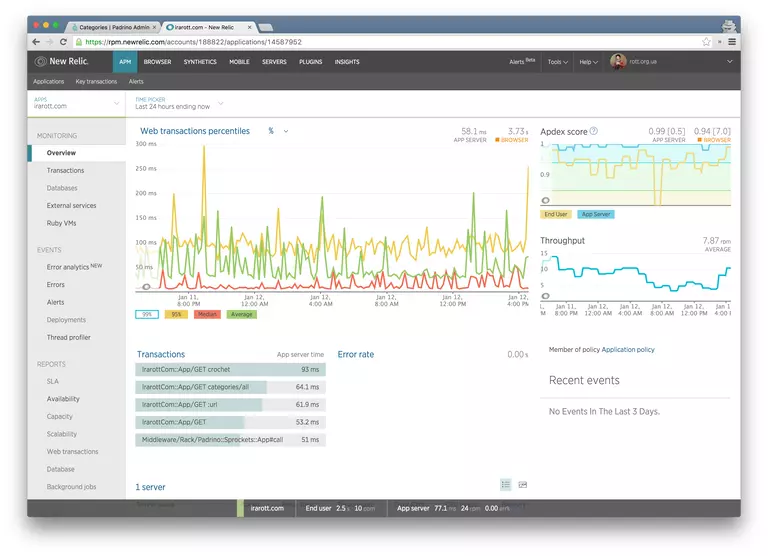 Categories | Padrino Admin
irarott.com - New Relic
https://rpm.newrelic.com/accounts/188822/applications/14587952
New Relic.
APM BROWSER SYNTHETICS MOBILE SERVERS PLUGINS INSIGHTS
Alerts Beta Tools Help rott.org.ua
Applications Key transactions Alerts
APPS
irarott.com
TIME PICKER
Last 24 hours ending now
MONITORING
Overview
Transactions
Databases
External services
Ruby VMs
EVENTS
Error analytics NEW
Errors
Alerts
Deployments
Thread profiler
REPORTS
SLA
Availability
Capacity
Scalability
Web transactions
Database
Background jobs
Web transactions percentiles %
58.1 ms 3.73 s
APP SERVER BROWSER
300 ms
250 ms
200 ms
150 ms
100 ms
50 ms
Jan 11, Jan 12, Jan 12, Jan 12, Jan 12, Jan 12,
8:00 PM 12:00 AM 4:00 AM 8:00 AM 12:00 PM 4:00 PM
99% 95% Median Average
Apdex score ?
0.99 [0.5] 0.94 [7.0]
APP SERVER BROWSER
1
0.9
End User App Server
Throughput
7.87 rpm
AVERAGE
15
10
5
Jan 11, Jan 12, Jan 12, Jan 12, Jan 12, Jan 12,
8:00 PM 12:00 AM 4:00 AM 8:00 AM 12:00 PM
Transactions App server time
IrarottCom::App/GET crochet 93 ms
IrarottCom::App/GET categories/all 64.1 ms
IrarottCom::App/GET :url 61.9 ms
IrarottCom::App/GET 53.2 ms
Middleware/Rack/Padrino::Sprockets::App#call 51 ms
Error rate 0.00 %
Member of policy Application policy
Recent events
No Events In The Last 3 Days.
1 server
irarott.com End user 2.5 s 10 ppm App server 77.1 ms 24 rpm 0.00 err%